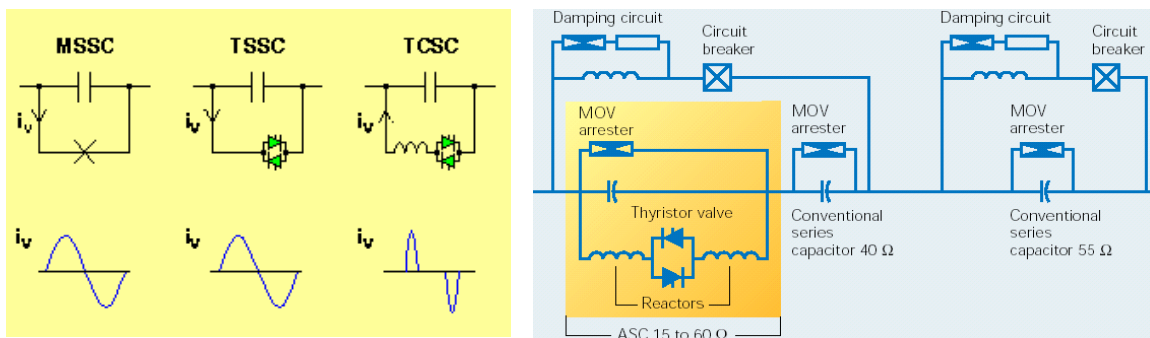 MSSC TSSC TCSC
iv iv iv
iv iv iv
Damping circuit
Circuit
breaker
MOV
arrester
MOV
arrester
Thyristor valve
Conventional
series
capacitor 40 Ω
Reactors
ASC 15 to 60 Ω
Damping circuit
Circuit
breaker
MOV
arrester
Conventional
series
capacitor 55 Ω